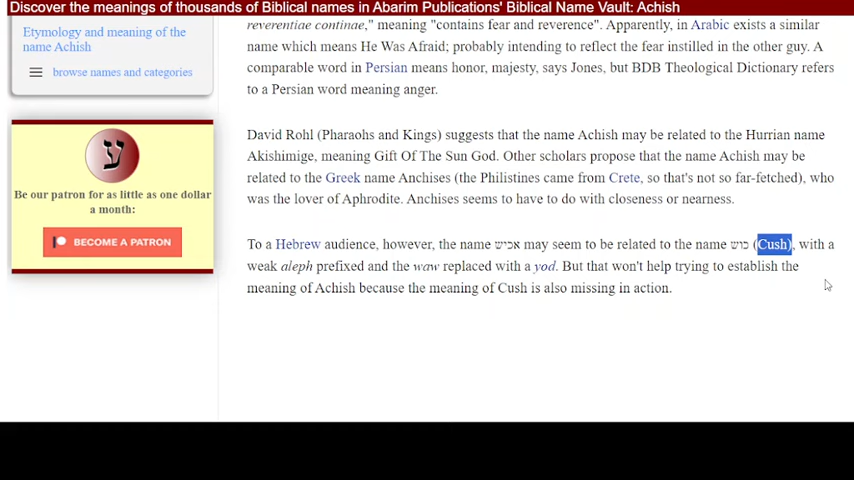 Discover the meanings of thousands of Biblical names in Abarim Publications' Biblical Name Vault: Achish
Etymology and meaning of the
name Achish
browse names and categories
ע
Be our patron for as little as one dollar
a month:
BECOME A PATRON
reverentiae continae," meaning "contains fear and reverence". Apparently, in Arabic exists a similar
name which means He Was Afraid; probably intending to reflect the fear instilled in the other guy. A
comparable word in Persian means honor, majesty, says Jones, but BDB Theological Dictionary refers
to a Persian word meaning anger.
David Rohl (Pharaohs and Kings) suggests that the name Achish may be related to the Hurrian name
Akishimige, meaning Gift Of The Sun God. Other scholars propose that the name Achish may be
related to the Greek name Anchises (the Philistines came from Crete, so that's not so far-fetched), who
was the lover of Aphrodite. Anchises seems to have to do with closeness or nearness.
To a Hebrew audience, however, the name אכיש may seem to be related to the name כוש (Cush), with a
weak aleph prefixed and the waw replaced with a yod. But that won't help trying to establish the
meaning of Achish because the meaning of Cush is also missing in action.